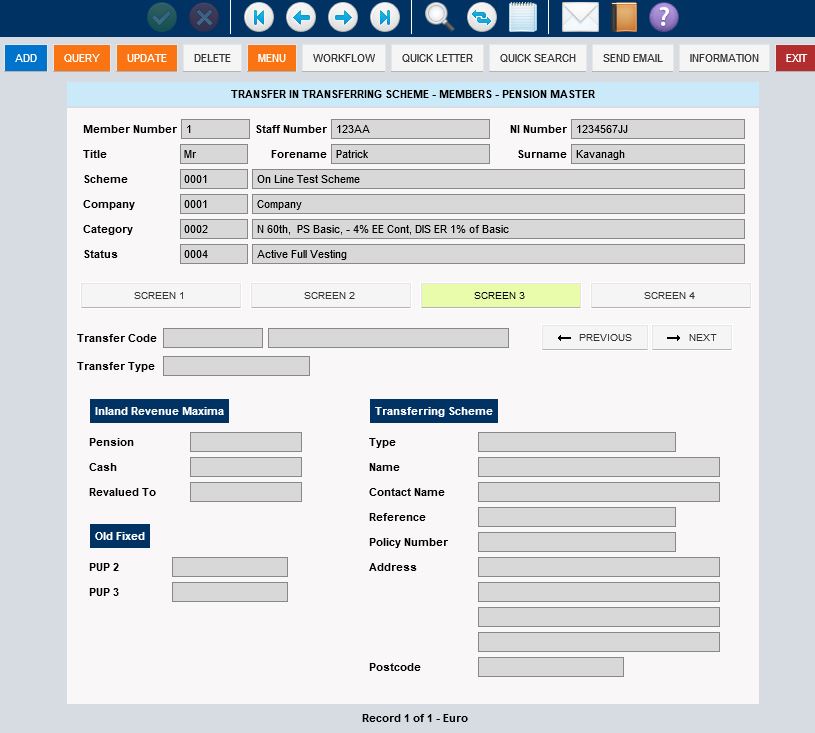 ADD QUERY UPDATE DELETE MENU WORKFLOW QUICK LETTER QUICK SEARCH SEND EMAIL INFORMATION EXIT
TRANSFER IN TRANSFERRING SCHEME - MEMBERS - PENSION MASTER
Member Number 1 Staff Number 123AA NI Number 1234567JJ
Title Mr Forename Patrick Surname Kavanagh
Scheme 0001 On Line Test Scheme
Company 0001 Company
Category 0002 N 60th, PS Basic, - 4% EE Cont, DIS ER 1% of Basic
Status 0004 Active Full Vesting
SCREEN 1 SCREEN 2 SCREEN 3 SCREEN 4
Transfer Code ← PREVIOUS → NEXT
Transfer Type
Inland Revenue Maxima
Pension
Cash
Revalued To
Old Fixed
PUP 2
PUP 3
Transferring Scheme
Type
Name
Contact Name
Reference
Policy Number
Address
Postcode
Record 1 of 1 - Euro